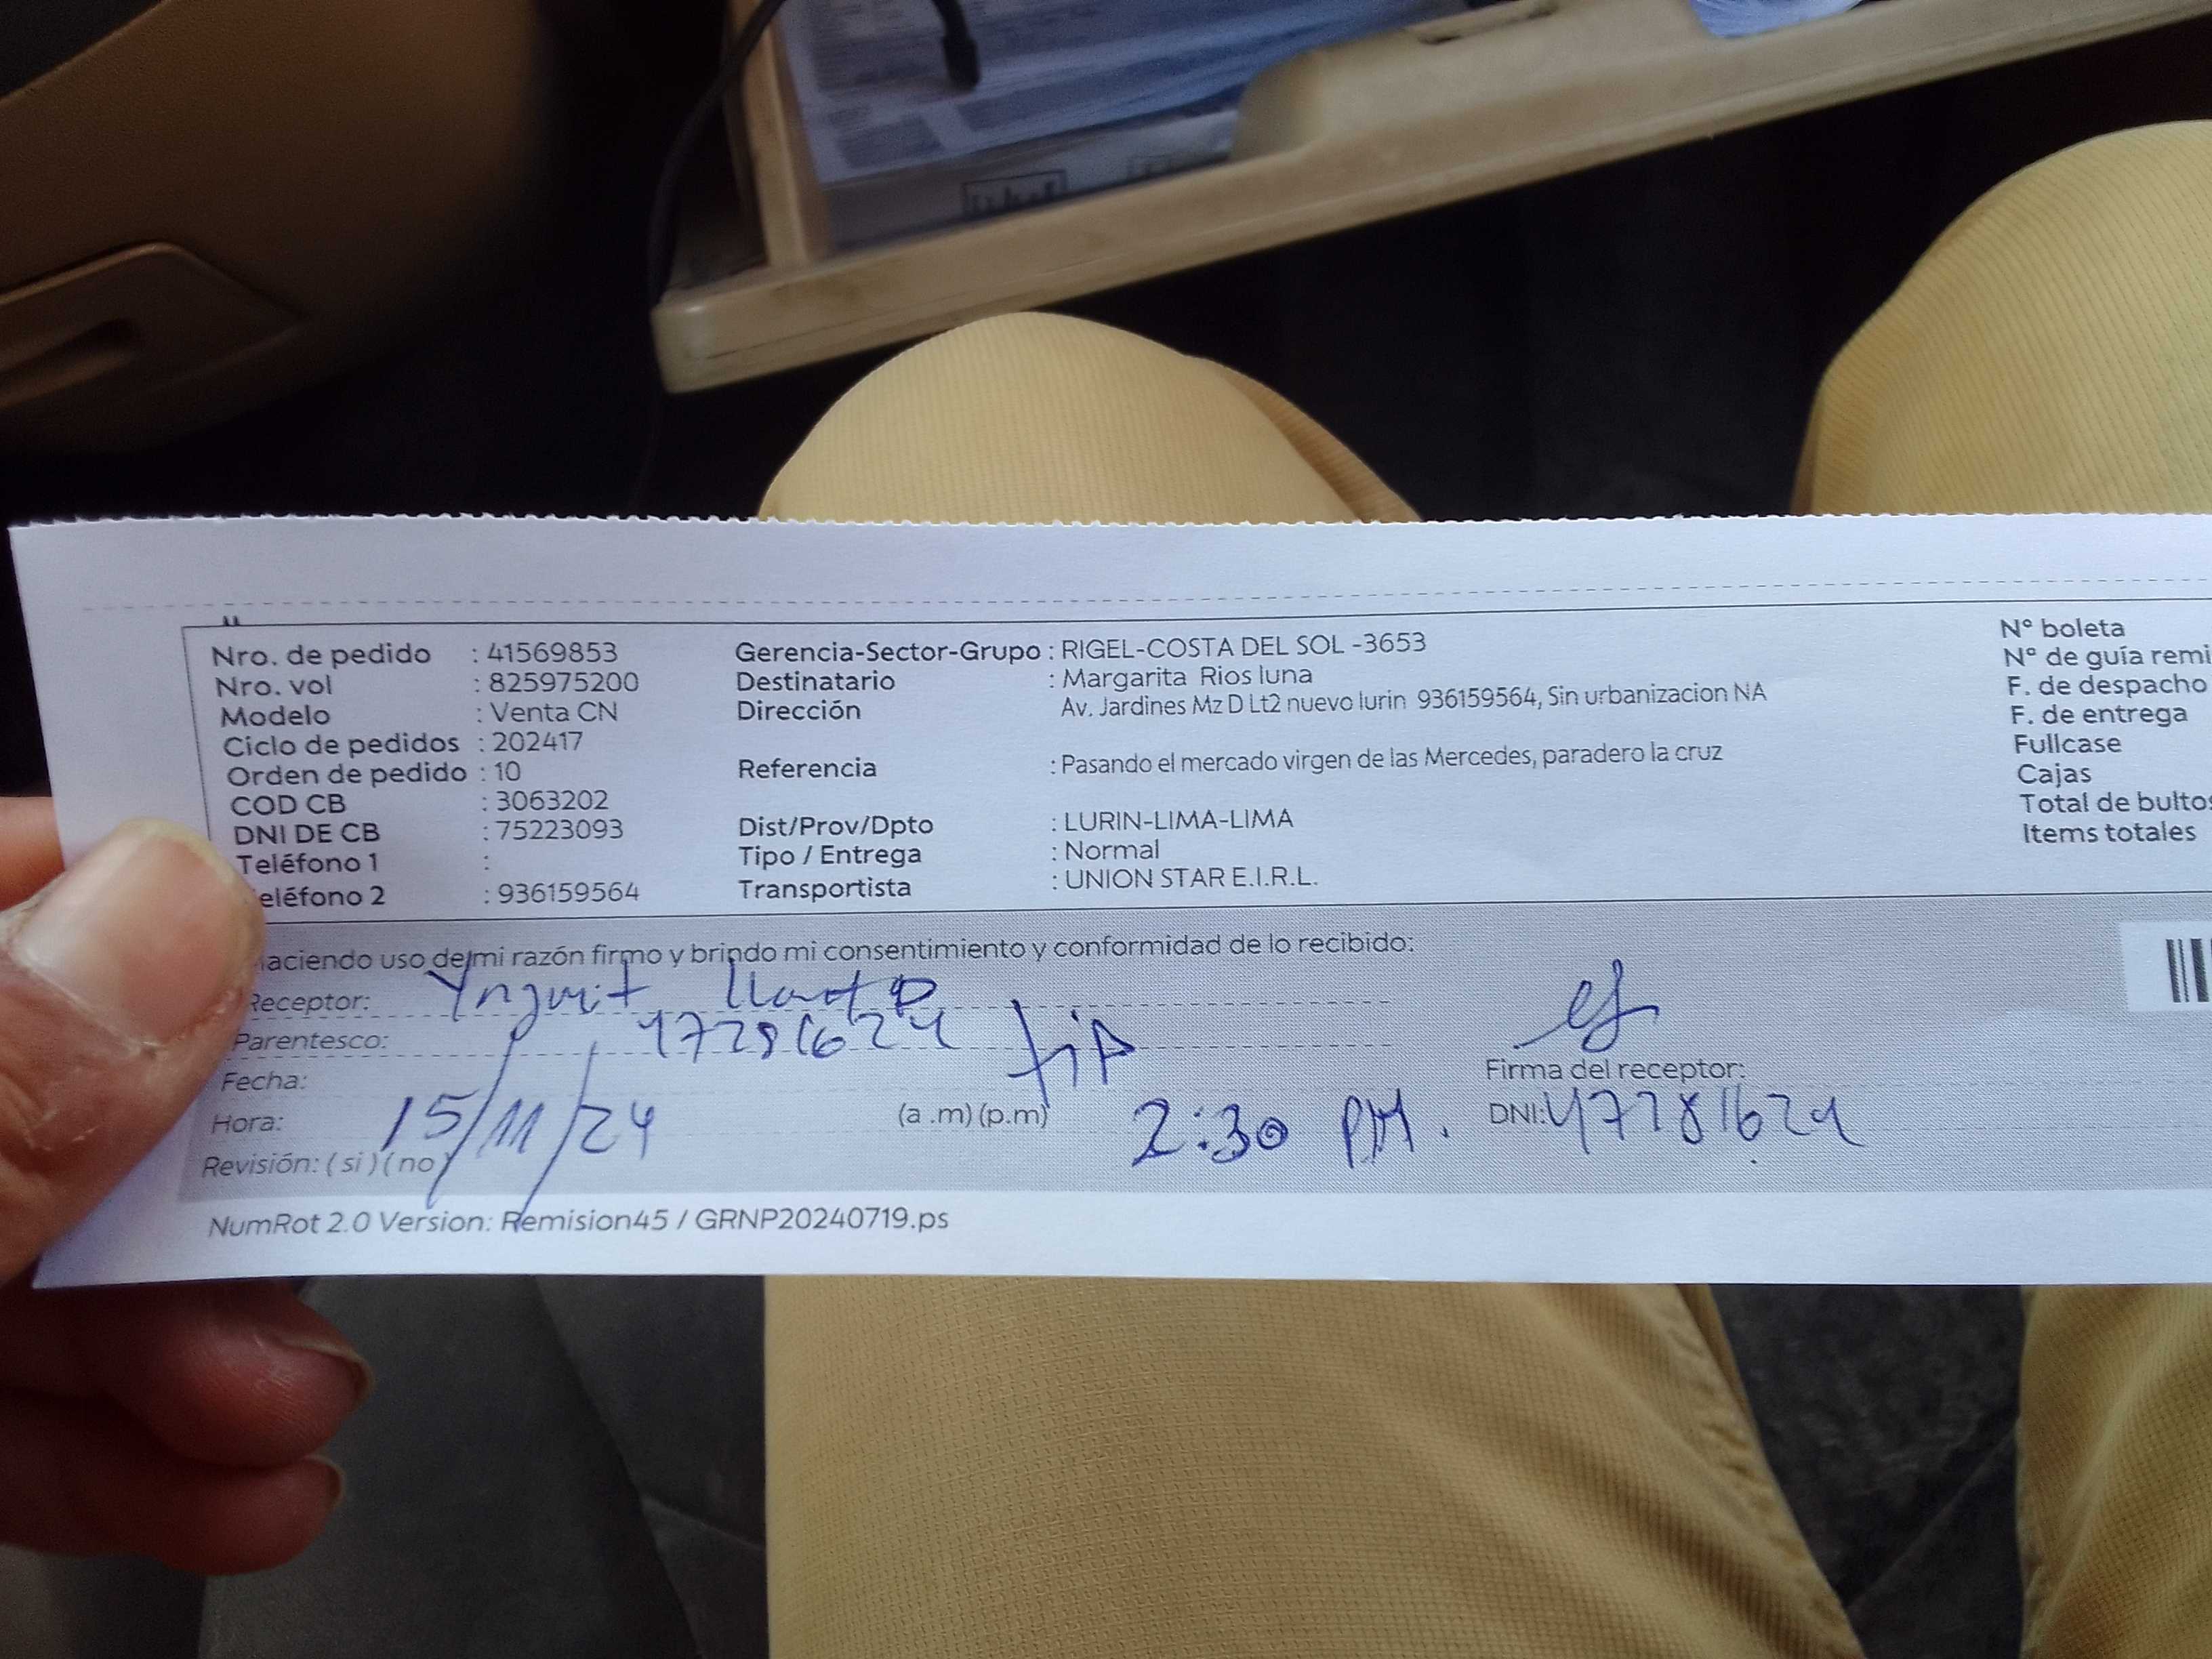 Nro. de pedido : 41569853
Nro. vol : 825975200
Modelo : Venta CN
Ciclo de pedidos : 202417
Orden de pedido : 10
COD CB : 3063202
DNI DE CB : 75223093
Teléfono 1 :
eléfono 2 : 936159564
Gerencia-Sector-Grupo : RIGEL-COSTA DEL SOL -3653
Destinatario : Margarita Rios luna
Dirección Av. Jardines Mz D Lt2 nuevo lurin 936159564, Sin urbanizacion NA
Referencia : Pasando el mercado virgen de las Mercedes, paradero la cruz
Dist/Prov/Dpto : LURIN-LIMA-LIMA
Tipo / Entrega : Normal
Transportista : UNION STAR E.I.R.L.
N° boleta
N° de guía remi
F. de despacho
F. de entrega
Fullcase
Cajas
Total de bultos
Items totales
aciendo uso de mi razón firmo y brindo mi consentimiento y conformidad de lo recibido:
Receptor:
Parentesco: 47281624
Fecha:
Hora: 15/11/24 (a .m) (p.m) 2:30 PM.
Revisión: ( si ) ( no )
Firma del receptor:
DNI: 47281624
NumRot 2.0 Version: Remision45 / GRNP20240719.ps